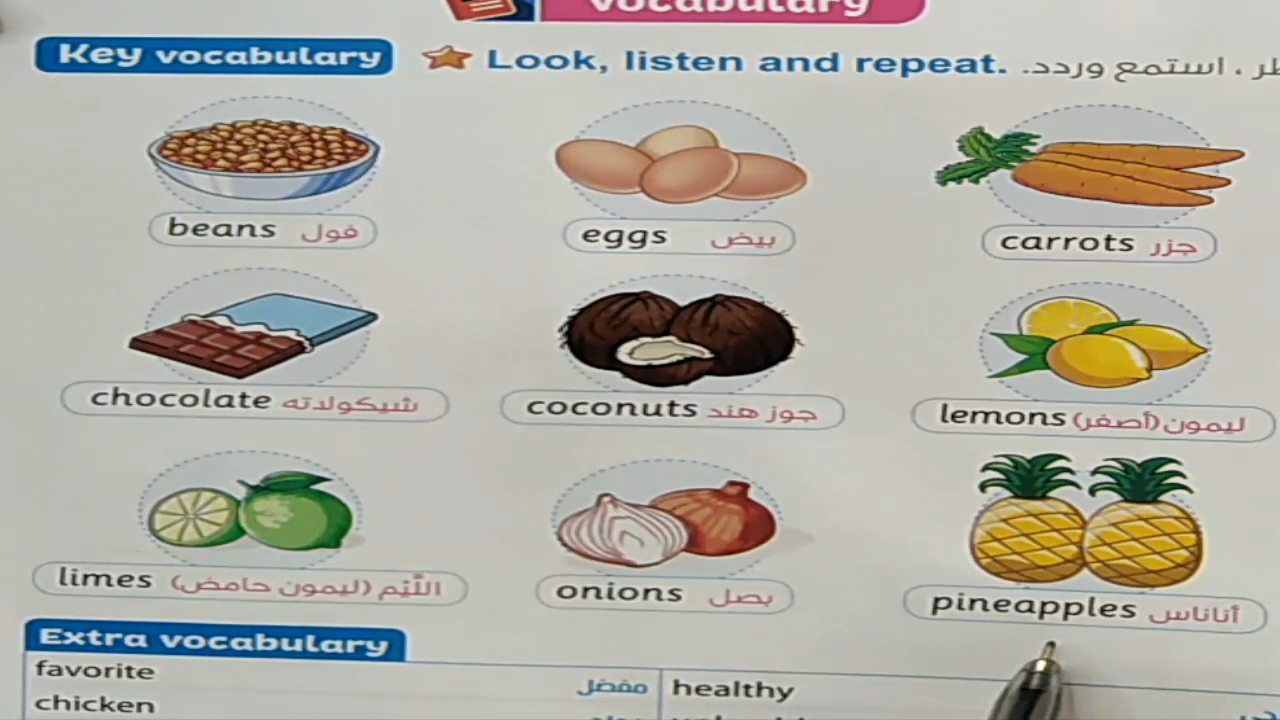 vocabulary
Key vocabulary
Look, listen and repeat. ، استمع وردد.
beans فول
eggs بيض
carrots جزر
chocolate شيكولاته
coconuts جوز هند
lemons ليمون (أصفر)
limes اللَّيْم (ليمون حامض)
onions بصل
pineapples أناناس
Extra vocabulary
favorite مفضل
healthy
chicken